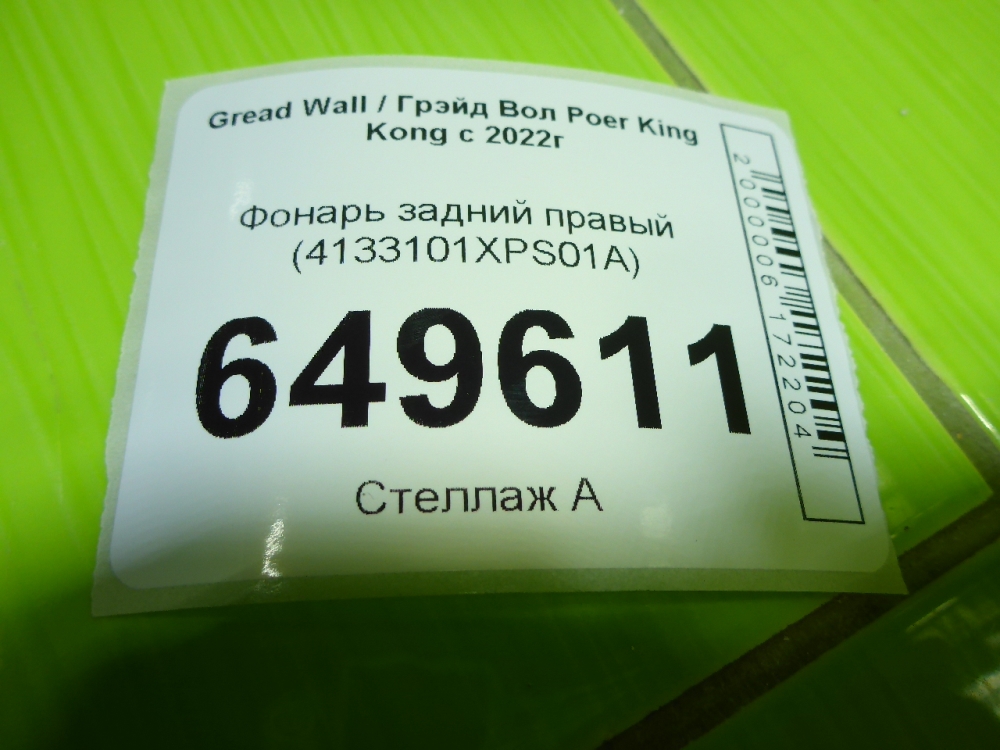 Gread Wall / Грэйд Вол Poer King
Kong с 2022г
Фонарь задний правый
(4133101XPS01A)
649611
Стеллаж А
2000006172204